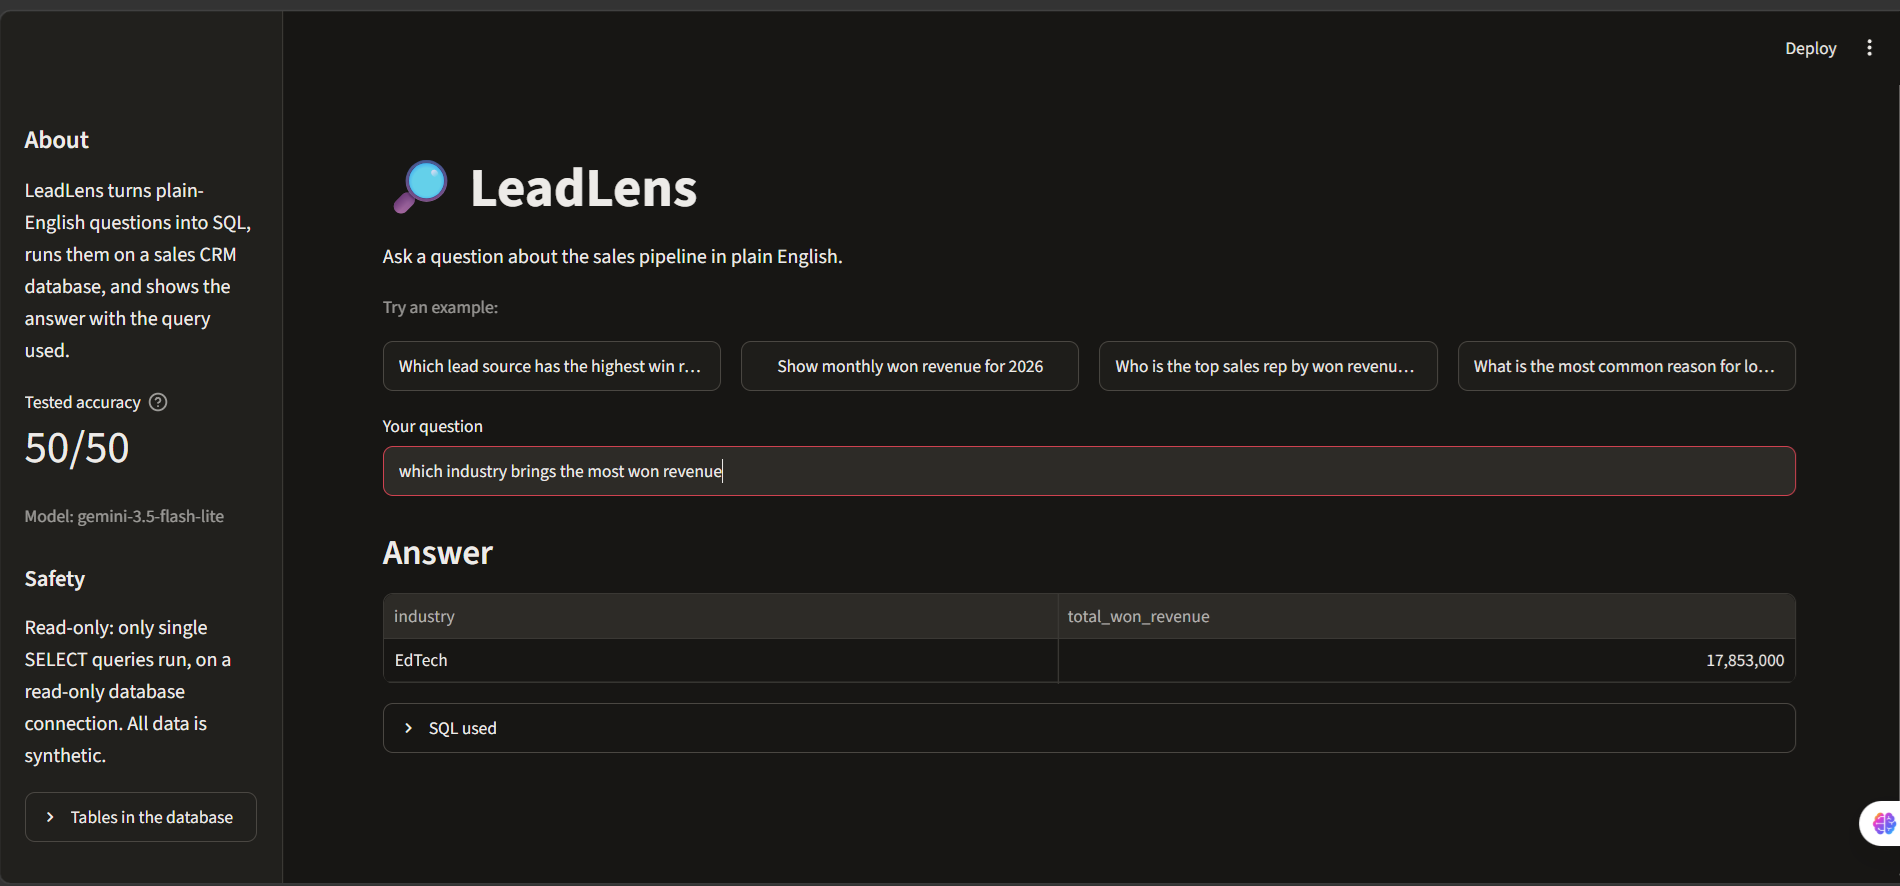 Deploy
About
LeadLens turns plain-
English questions into SQL,
runs them on a sales CRM
database, and shows the
answer with the query
used.
Tested accuracy
50/50
Model: gemini-3.5-flash-lite
Safety
Read-only: only single
SELECT queries run, on a
read-only database
connection. All data is
synthetic.
Tables in the database
LeadLens
Ask a question about the sales pipeline in plain English.
Try an example:
Which lead source has the highest win r...
Show monthly won revenue for 2026
Who is the top sales rep by won revenu...
What is the most common reason for lo...
Your question
which industry brings the most won revenue
Answer
industry total_won_revenue
EdTech 17,853,000
SQL used